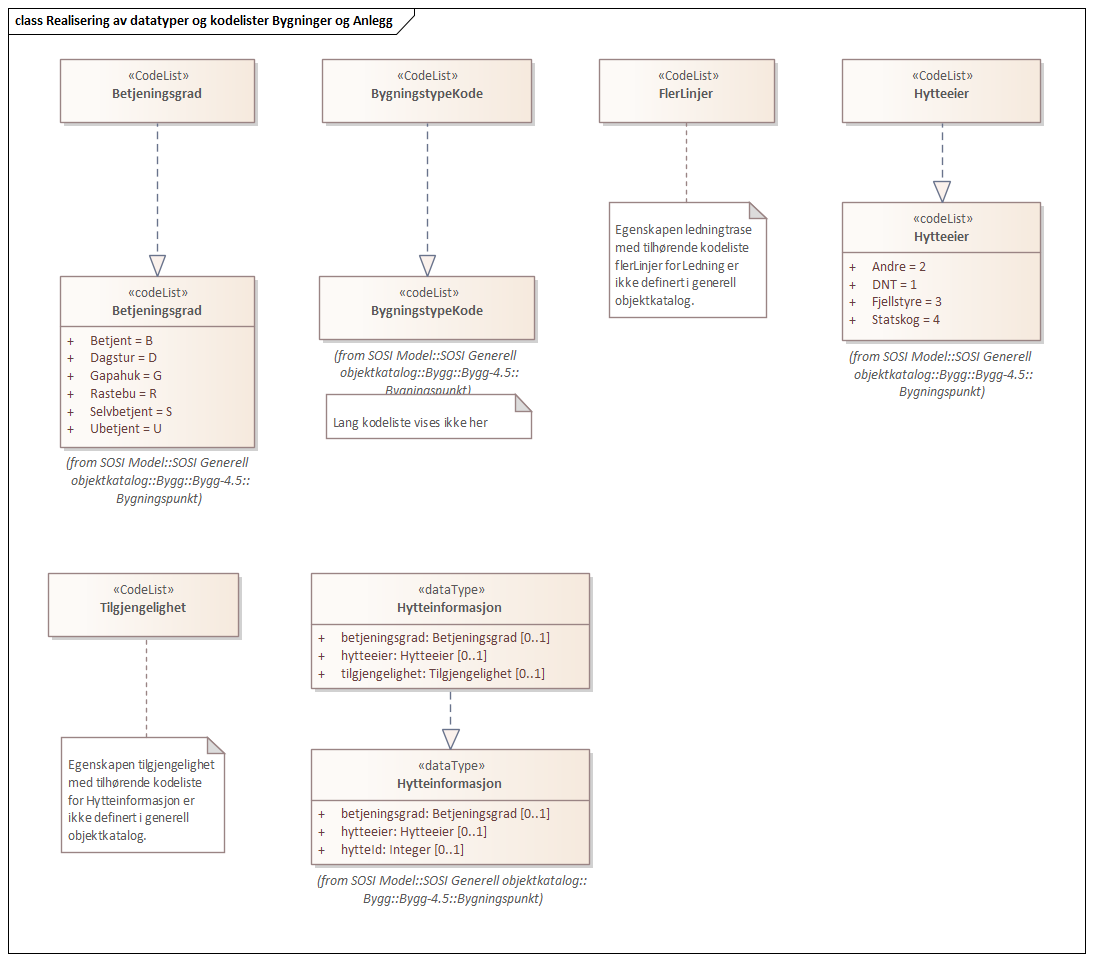 class Realisering av datatyper og kodelister Bygninger og Anlegg
«CodeList»
Betjeningsgrad
«CodeList»
BygningstypeKode
«CodeList»
FlerLinjer
«CodeList»
Hytteeier
«codeList»
Betjeningsgrad
+ Betjent = B
+ Dagstur = D
+ Gapahuk = G
+ Rastebu = R
+ Selvbetjent = S
+ Ubetjent = U
(from SOSI Model::SOSI Generell
objektkatalog::Bygg::Bygg-4.5::
Bygningspunkt)
«codeList»
BygningstypeKode
(from SOSI Model::SOSI Generell
objektkatalog::Bygg::Bygg-4.5::
Bygningspunkt)
Lang kodeliste vises ikke her
Egenskapen ledningtrase
med tilhørende kodeliste
flerLinjer for Ledning er
ikke definert i generell
objektkatalog.
«codeList»
Hytteeier
+ Andre = 2
+ DNT = 1
+ Fjellstyre = 3
+ Statskog = 4
(from SOSI Model::SOSI Generell
objektkatalog::Bygg::Bygg-4.5::
Bygningspunkt)
«CodeList»
Tilgjengelighet
Egenskapen tilgjengelighet
med tilhørende kodeliste
for Hytteinformasjon er
ikke definert i generell
objektkatalog.
«dataType»
Hytteinformasjon
+ betjeningsgrad: Betjeningsgrad [0..1]
+ hytteeier: Hytteeier [0..1]
+ tilgjengelighet: Tilgjengelighet [0..1]
«dataType»
Hytteinformasjon
+ betjeningsgrad: Betjeningsgrad [0..1]
+ hytteeier: Hytteeier [0..1]
+ hytteId: Integer [0..1]
(from SOSI Model::SOSI Generell objektkatalog::
Bygg::Bygg-4.5::Bygningspunkt)